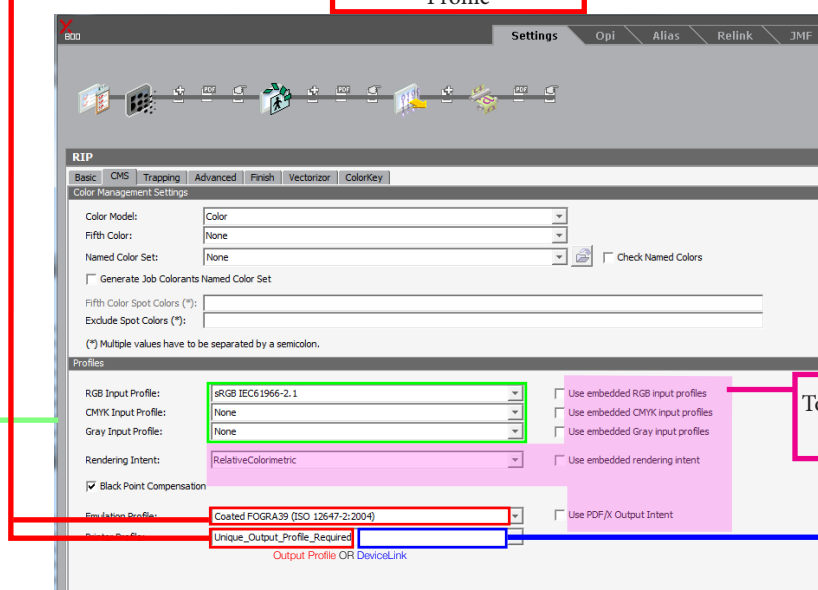 Profile
X
800
Settings Opi Alias Relink JMF
PDF PDF PDF
RIP
Basic CMS Trapping Advanced Finish Vectorizor ColorKey
Color Management Settings
Color Model: Color
Fifth Color: None
Named Color Set: None Check Named Colors
Generate Job Colorants Named Color Set
Fifth Color Spot Colors (*):
Exclude Spot Colors (*):
(*) Multiple values have to be separated by a semicolon.
Profiles
RGB Input Profile: sRGB IEC61966-2.1 Use embedded RGB input profiles
CMYK Input Profile: None Use embedded CMYK input profiles
Gray Input Profile: None Use embedded Gray input profiles
To
Rendering Intent: RelativeColorimetric Use embedded rendering intent
Black Point Compensation
Emulation Profile: Coated FOGRA39 (ISO 12647-2:2004) Use PDF/X Output Intent
Unique_Output_Profile_Required
Output Profile OR DeviceLink